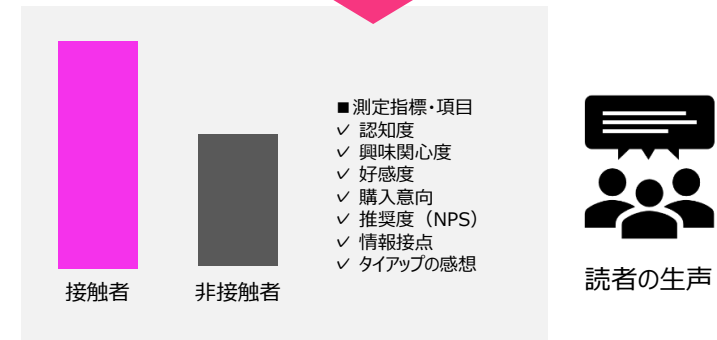 ■測定指標・項目
✓ 認知度
✓ 興味関心度
✓ 好感度
✓ 購入意向
✓ 推奨度（NPS）
✓ 情報接点
✓ タイアップの感想
接触者
非接触者
読者の生声